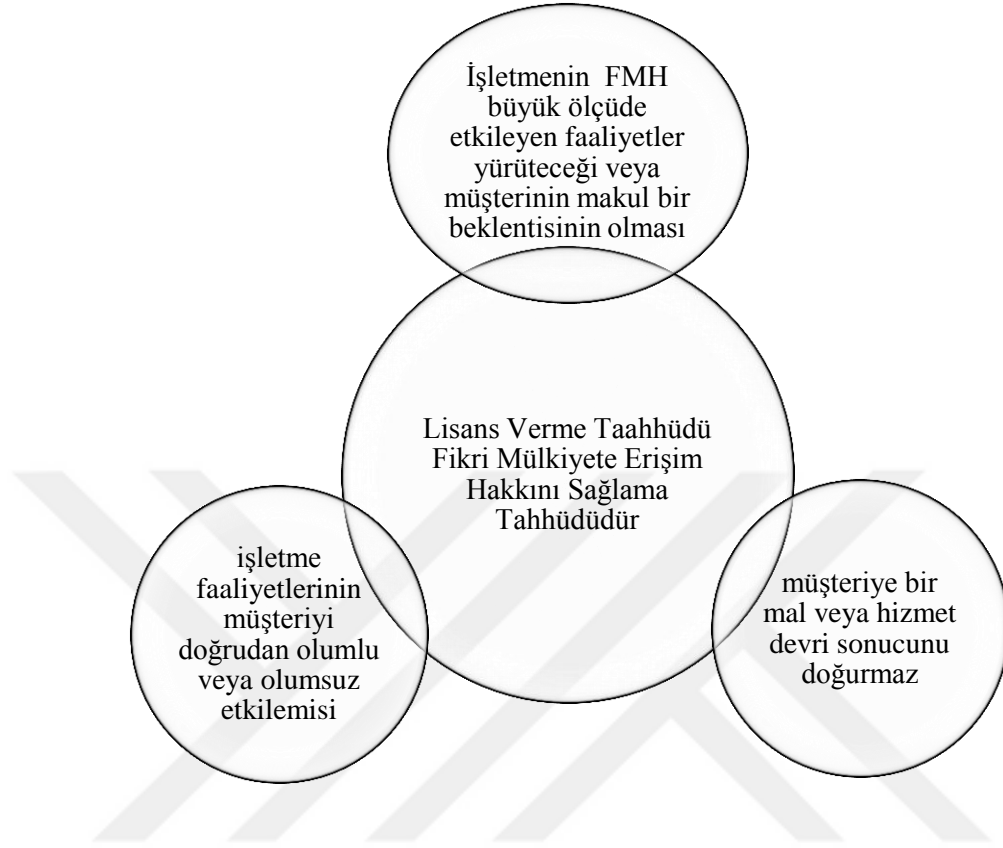 İşletmenin FMH
büyük ölçüde
etkileyen faaliyetler
yürüteceği veya
müşterinin makul bir
beklentisinin olması
Lisans Verme Taahhüdü
Fikri Mülkiyete Erişim
Hakkını Sağlama
Tahhüdüdür
işletme
faaliyetlerinin
müşteriyi
doğrudan olumlu
veya olumsuz
etkilemisi
müşteriye bir
mal veya hizmet
devri sonucunu
doğurmaz